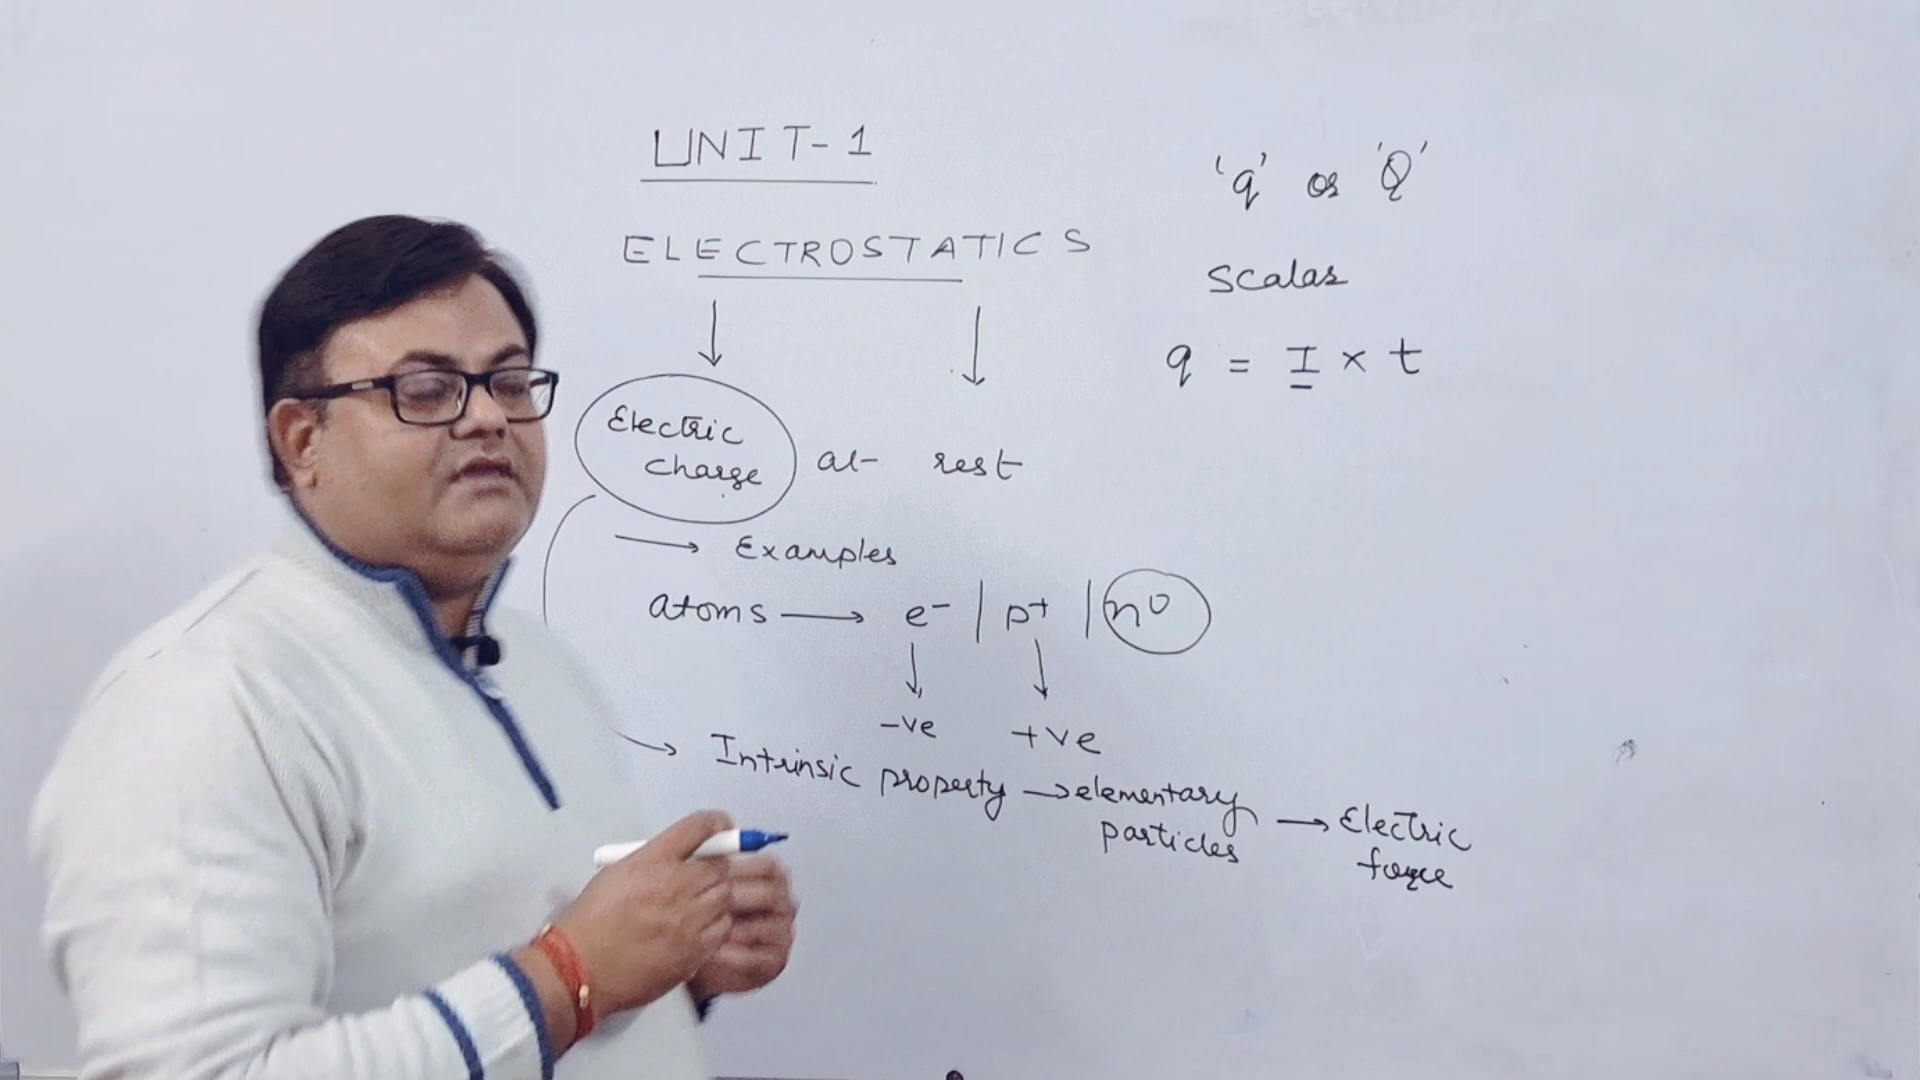 UNIT-1
ELECTROSTATICS
Electric
charge at rest
→ Examples
atoms → e⁻ | p⁺ | n⁰
-ve +ve
→ Intrinsic property → elementary
particles → Electric
force
'q' or 'Q'
Scalar
q = I × t